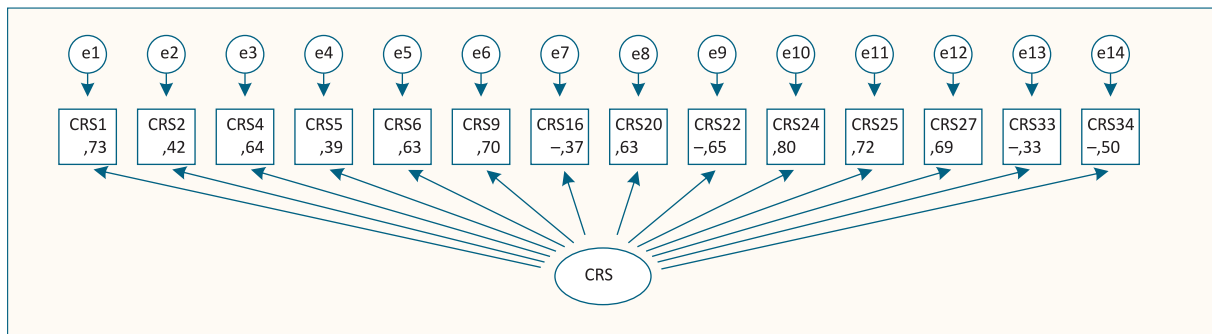 e1 e2 e3 e4 e5 e6 e7 e8 e9 e10 e11 e12 e13 e14
CRS1 CRS2 CRS4 CRS5 CRS6 CRS9 CRS16 CRS20 CRS22 CRS24 CRS25 CRS27 CRS33 CRS34
,73 ,42 ,64 ,39 ,63 ,70 –,37 ,63 –,65 ,80 ,72 ,69 –,33 –,50
CRS